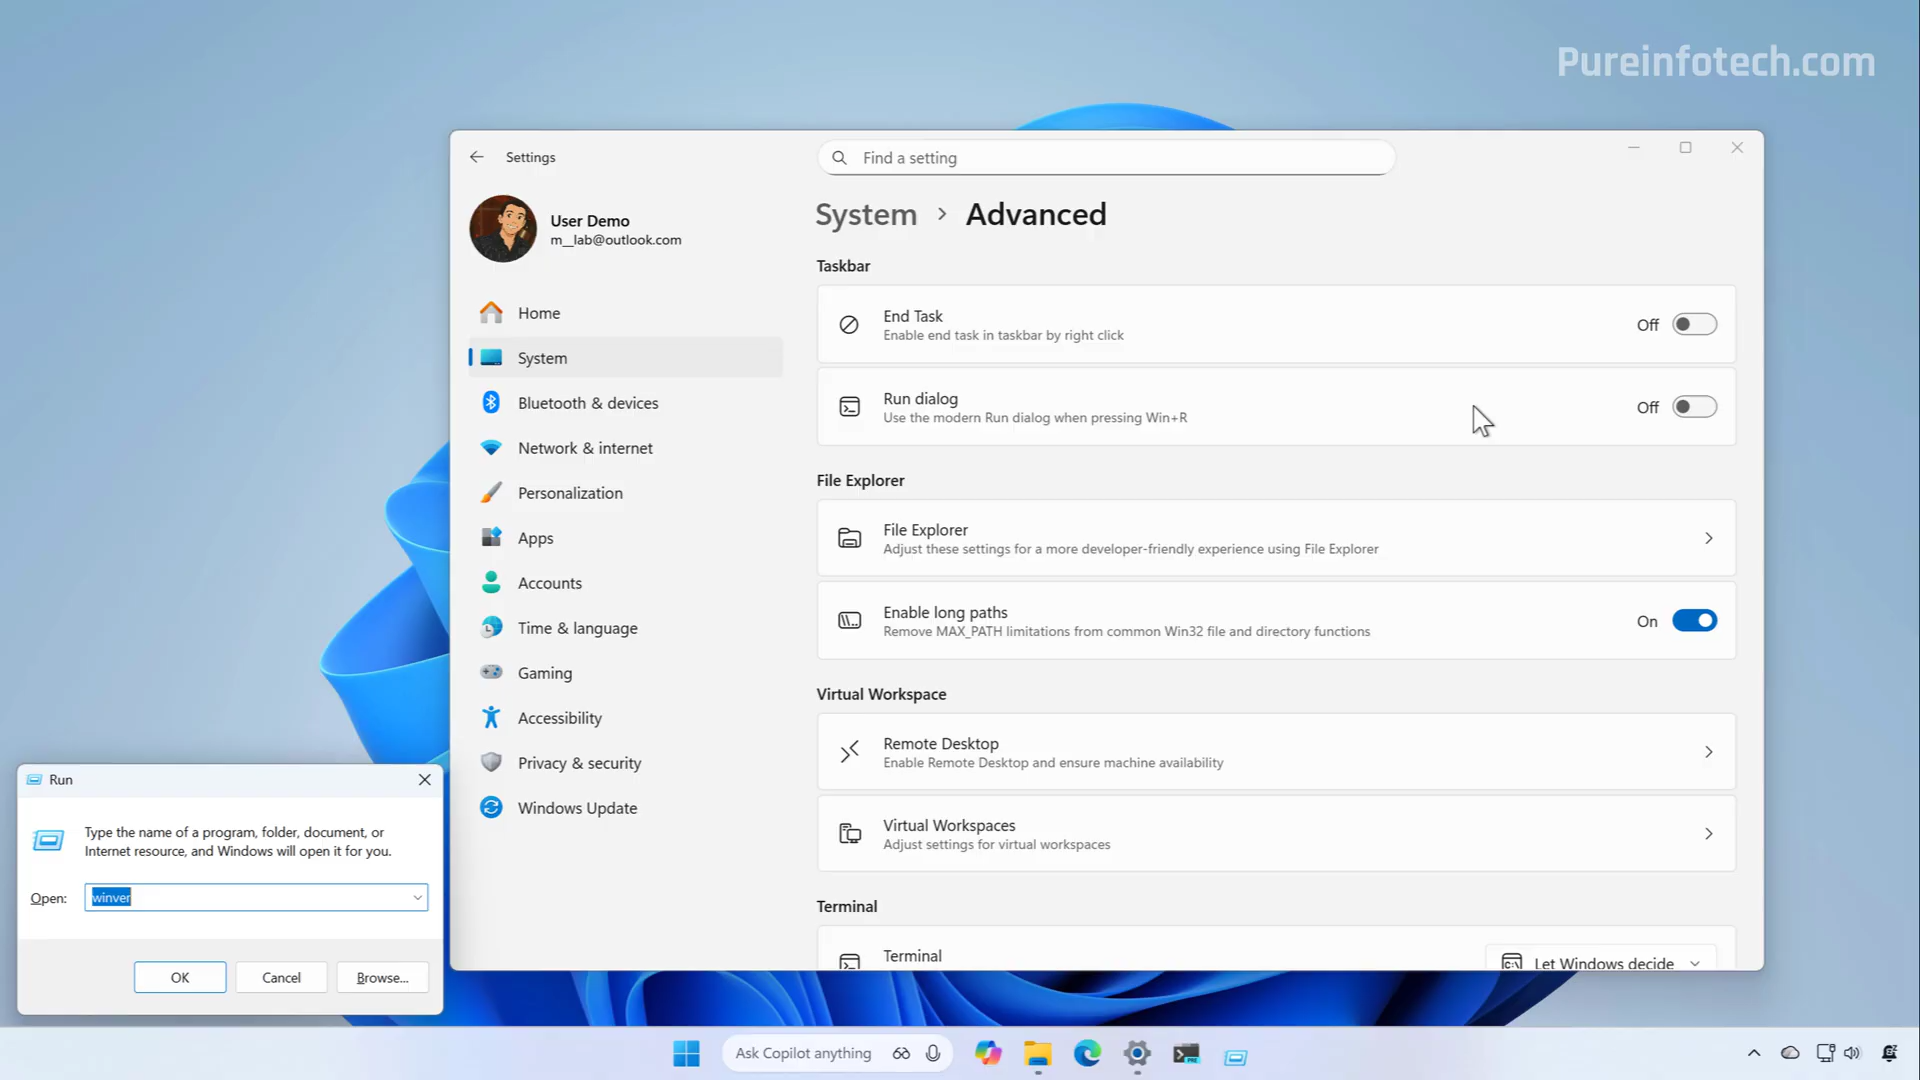 Pureinfotech.com
Settings
Find a setting
User Demo
m__lab@outlook.com
Home
System
Bluetooth & devices
Network & internet
Personalization
Apps
Accounts
Time & language
Gaming
Accessibility
Privacy & security
Windows Update
System > Advanced
Taskbar
End Task
Enable end task in taskbar by right click
Off
Run dialog
Use the modern Run dialog when pressing Win+R
Off
File Explorer
File Explorer
Adjust these settings for a more developer-friendly experience using File Explorer
Enable long paths
Remove MAX_PATH limitations from common Win32 file and directory functions
On
Virtual Workspace
Remote Desktop
Enable Remote Desktop and ensure machine availability
Virtual Workspaces
Adjust settings for virtual workspaces
Terminal
Terminal
Let Windows decide
Run
Type the name of a program, folder, document, or
Internet resource, and Windows will open it for you.
Open: winver
OK
Cancel
Browse...
Ask Copilot anything